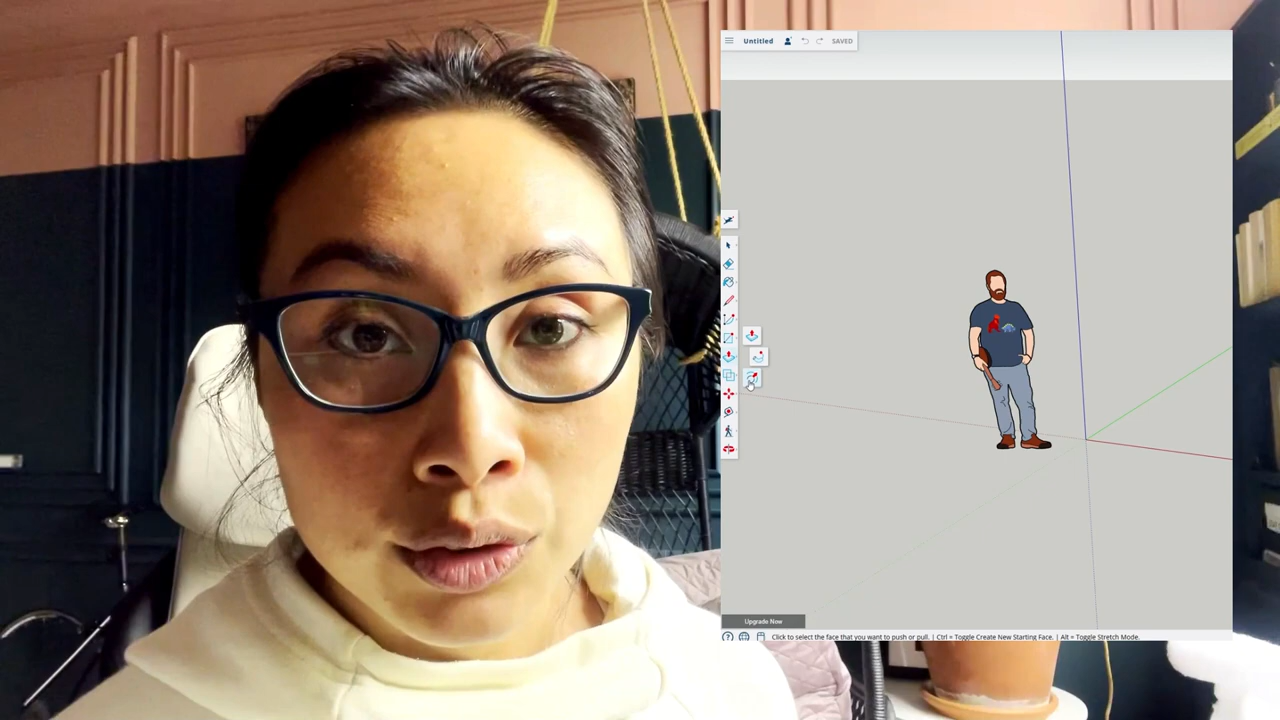 Untitled
SAVED
Upgrade Now
Click to select the face that you want to push or pull. | Ctrl = Toggle Create New Starting Face. | Alt = Toggle Stretch Mode.